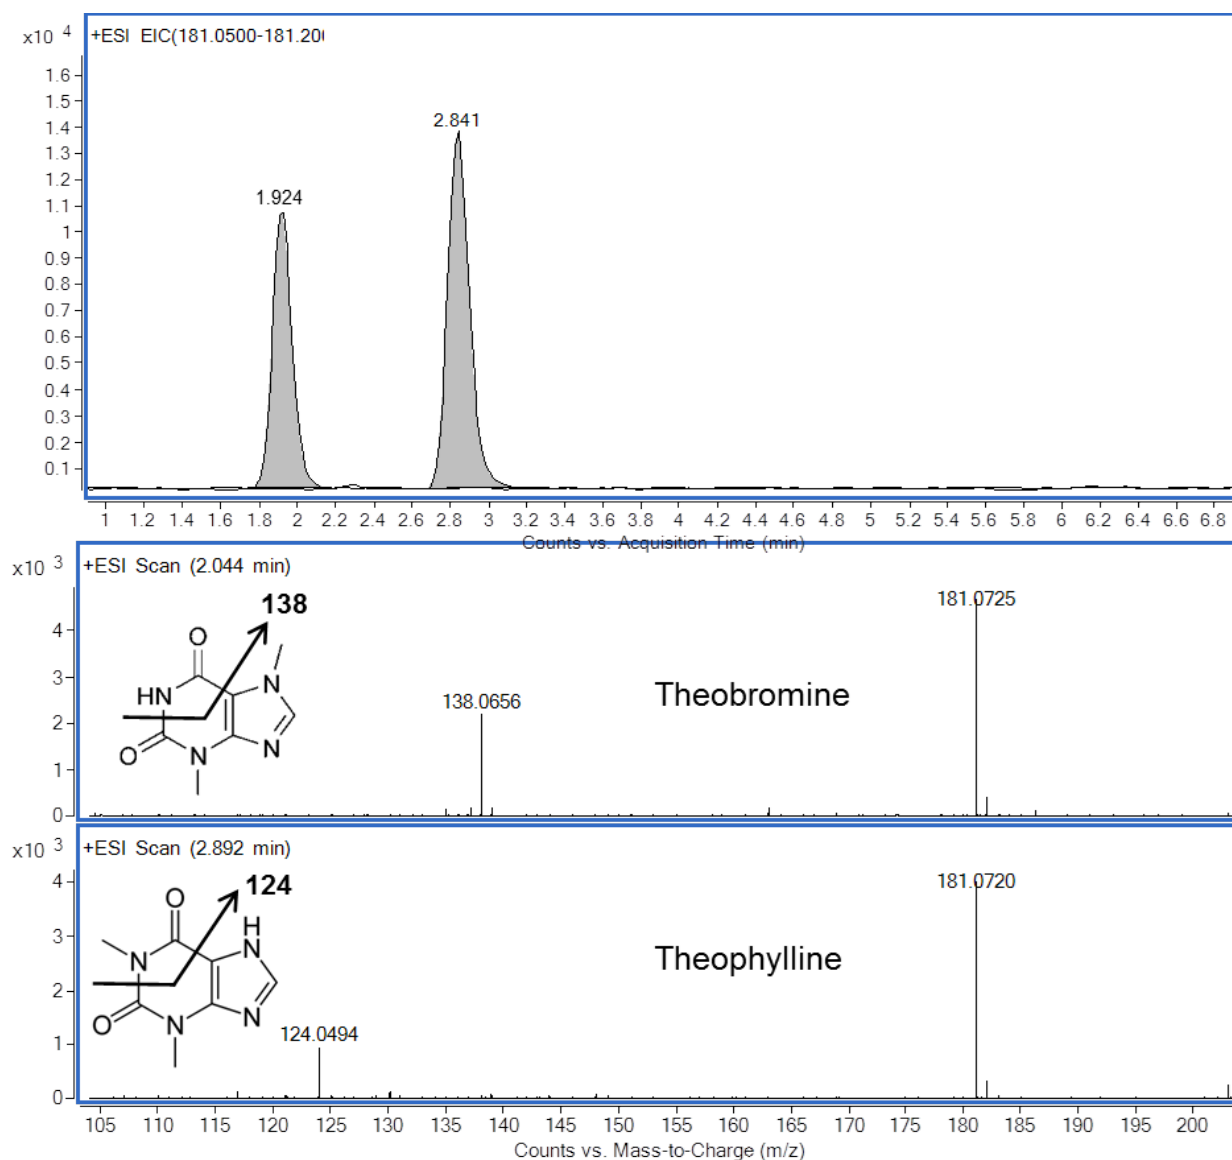 x10 4
+ESI EIC(181.0500-181.20
2.841
1.924
1.6
1.5
1.4
1.3
1.2
1.1
1
0.9
0.8
0.7
0.6
0.5
0.4
0.3
0.2
0.1
1 1.2 1.4 1.6 1.8 2 2.2 2.4 2.6 2.8 3 3.2 3.4 3.6 3.8 4 4.2 4.4 4.6 4.8 5 5.2 5.4 5.6 5.8 6 6.2 6.4 6.6 6.8
Counts vs. Acquisition Time (min)
x10 3
+ESI Scan (2.044 min)
138
181.0725
4
3
2
1
0
O
HN
N
O
N
N
138.0656
Theobromine
x10 3
+ESI Scan (2.892 min)
124
181.0720
4
3
2
1
0
O
H
N
N
O
N
N
124.0494
Theophylline
105 110 115 120 125 130 135 140 145 150 155 160 165 170 175 180 185 190 195 200
Counts vs. Mass-to-Charge (m/z)